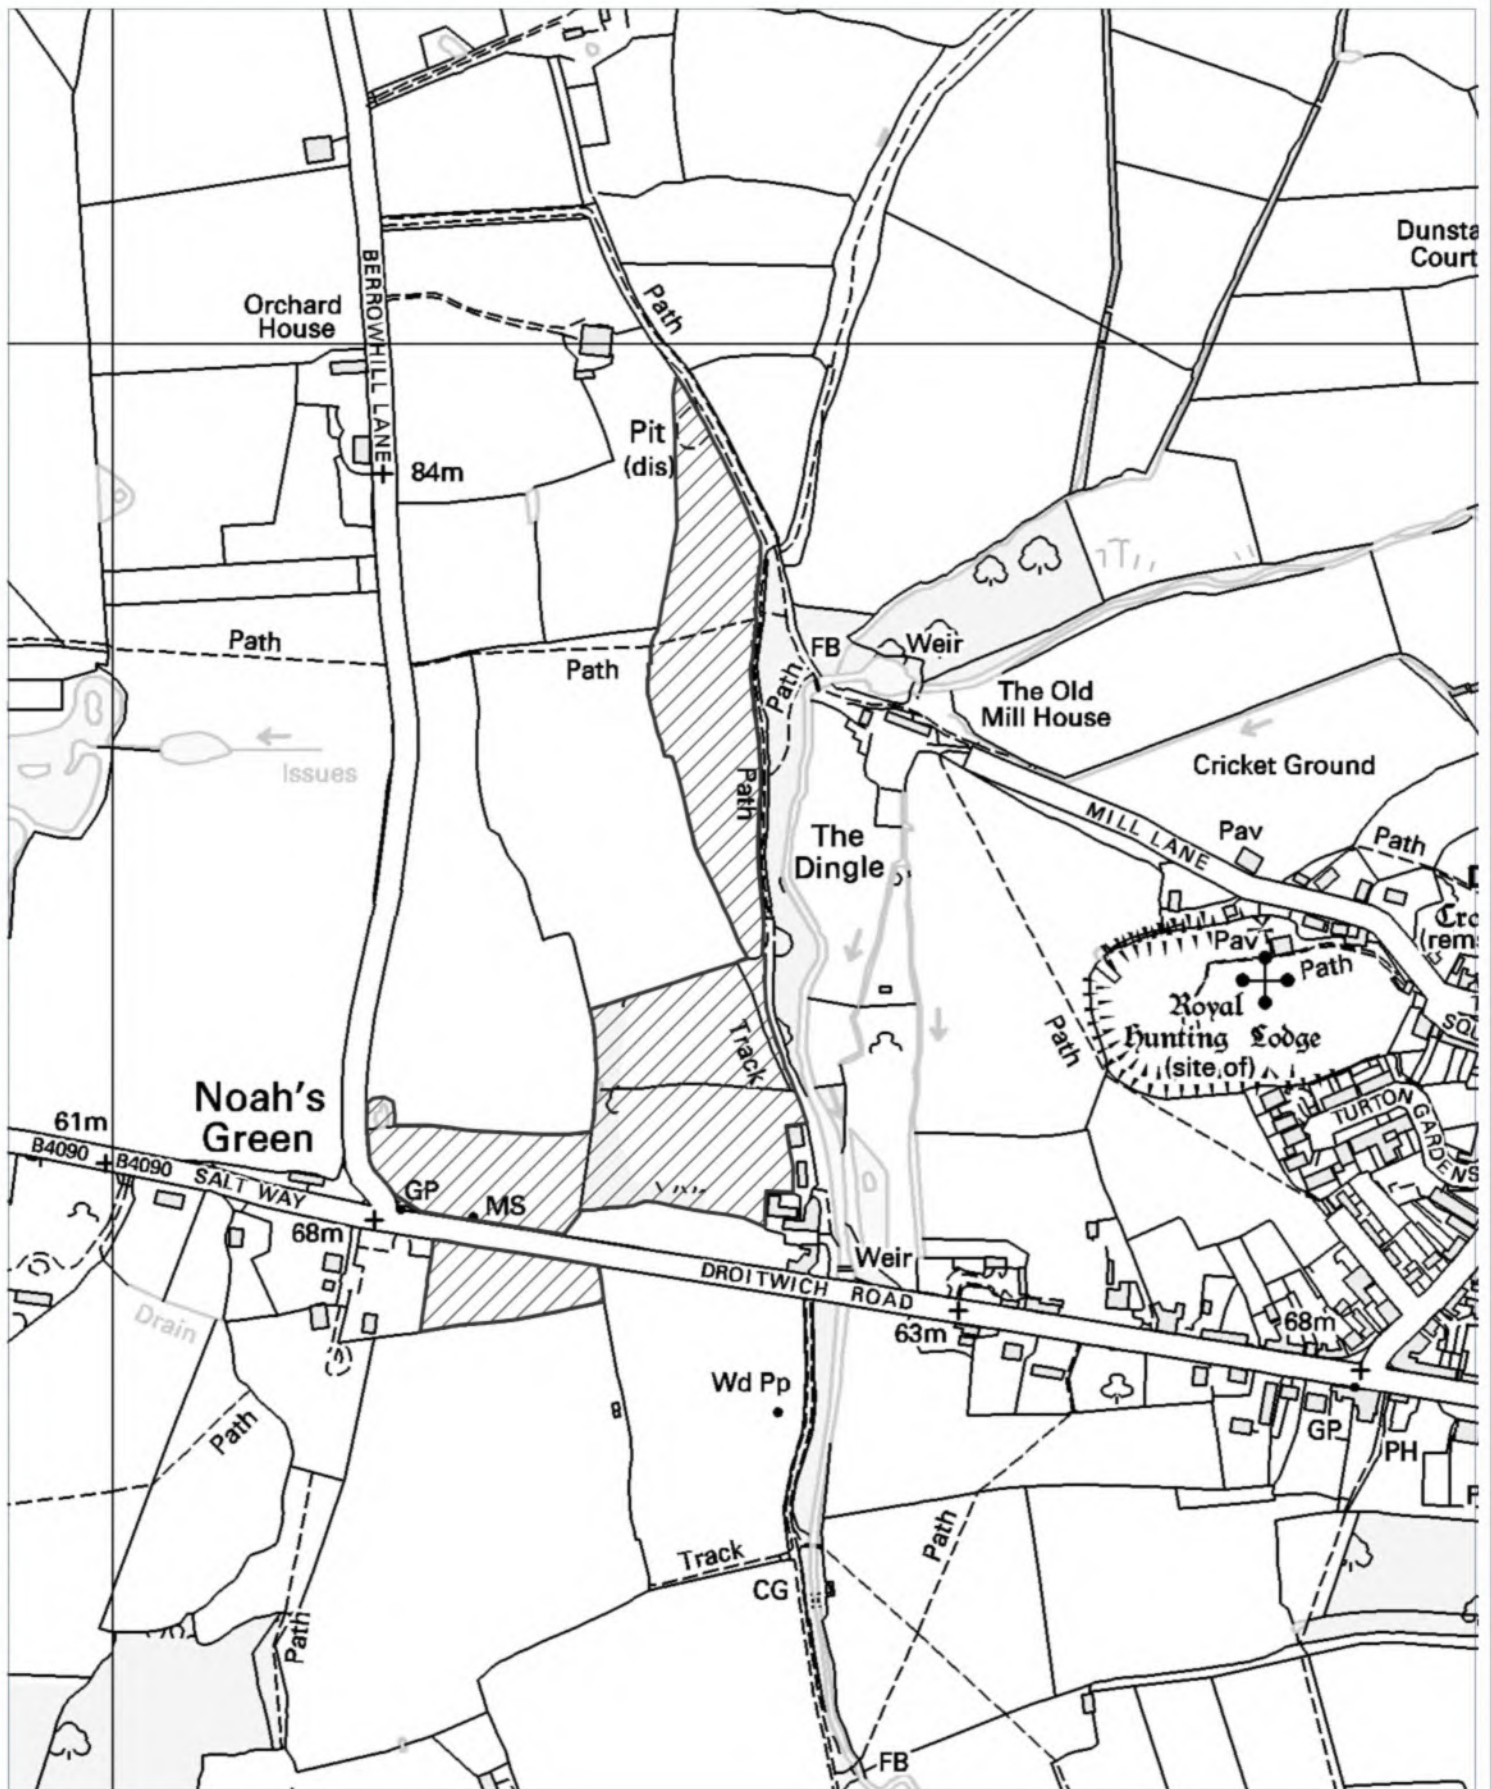 Dunsta
Court
Path
BERROWHILL LANE
Orchard
House
Pit
(dis)
84m
Path
Path
FB
Weir
Path
The Old
Mill House
Issues
Cricket Ground
Path
MILL LANE
Pav
Path
The
Dingle
Cro
(rem
Pav
Path
Royal
Hunting Lodge
(site of)
SQU
Path
Track
Noah's
Green
TURTON GARDENS
61m
B4090
B4090
SALT WAY
GP
MS
68m
Weir
DROITWICH ROAD
63m
68m
Drain
Wd Pp
Path
GP
PH
F
Path
Track
CG
Path
FB